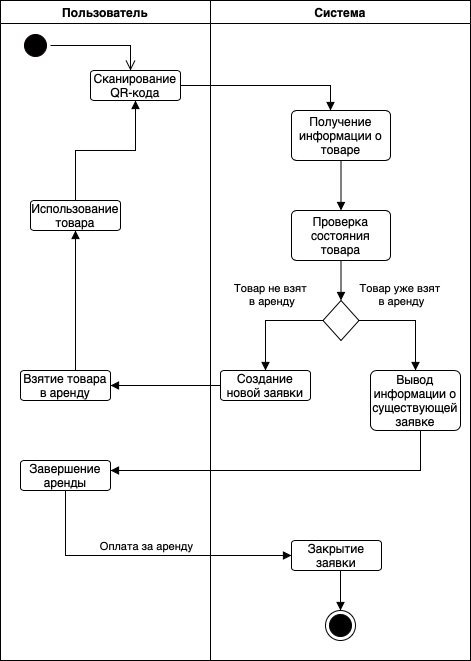 Пользователь
Система
Сканирование
QR-кода
Получение
информации о
товаре
Использование
товара
Проверка
состояния
товара
Товар не взят
в аренду
Товар уже взят
в аренду
Взятие товара
в аренду
Создание
новой заявки
Вывод
информации о
существующей
заявке
Завершение
аренды
Оплата за аренду
Закрытие
заявки